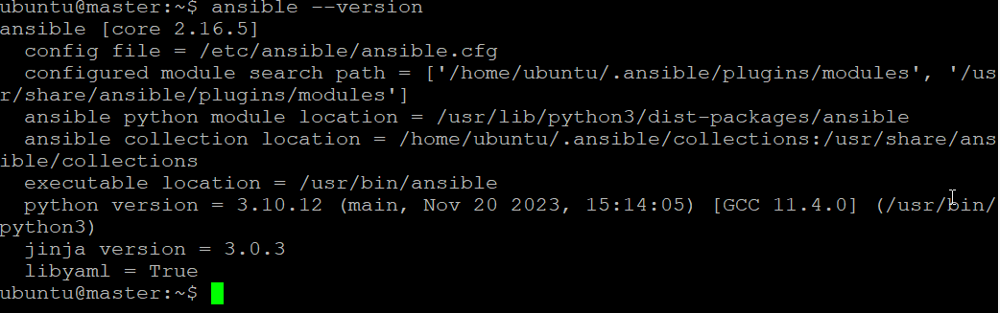 ubuntu@master:~$ ansible --version
ansible [core 2.16.5]
  config file = /etc/ansible/ansible.cfg
  configured module search path = ['/home/ubuntu/.ansible/plugins/modules', '/us
r/share/ansible/plugins/modules']
  ansible python module location = /usr/lib/python3/dist-packages/ansible
  ansible collection location = /home/ubuntu/.ansible/collections:/usr/share/ans
ible/collections
  executable location = /usr/bin/ansible
  python version = 3.10.12 (main, Nov 20 2023, 15:14:05) [GCC 11.4.0] (/usr/bin/
python3)
  jinja version = 3.0.3
  libyaml = True
ubuntu@master:~$